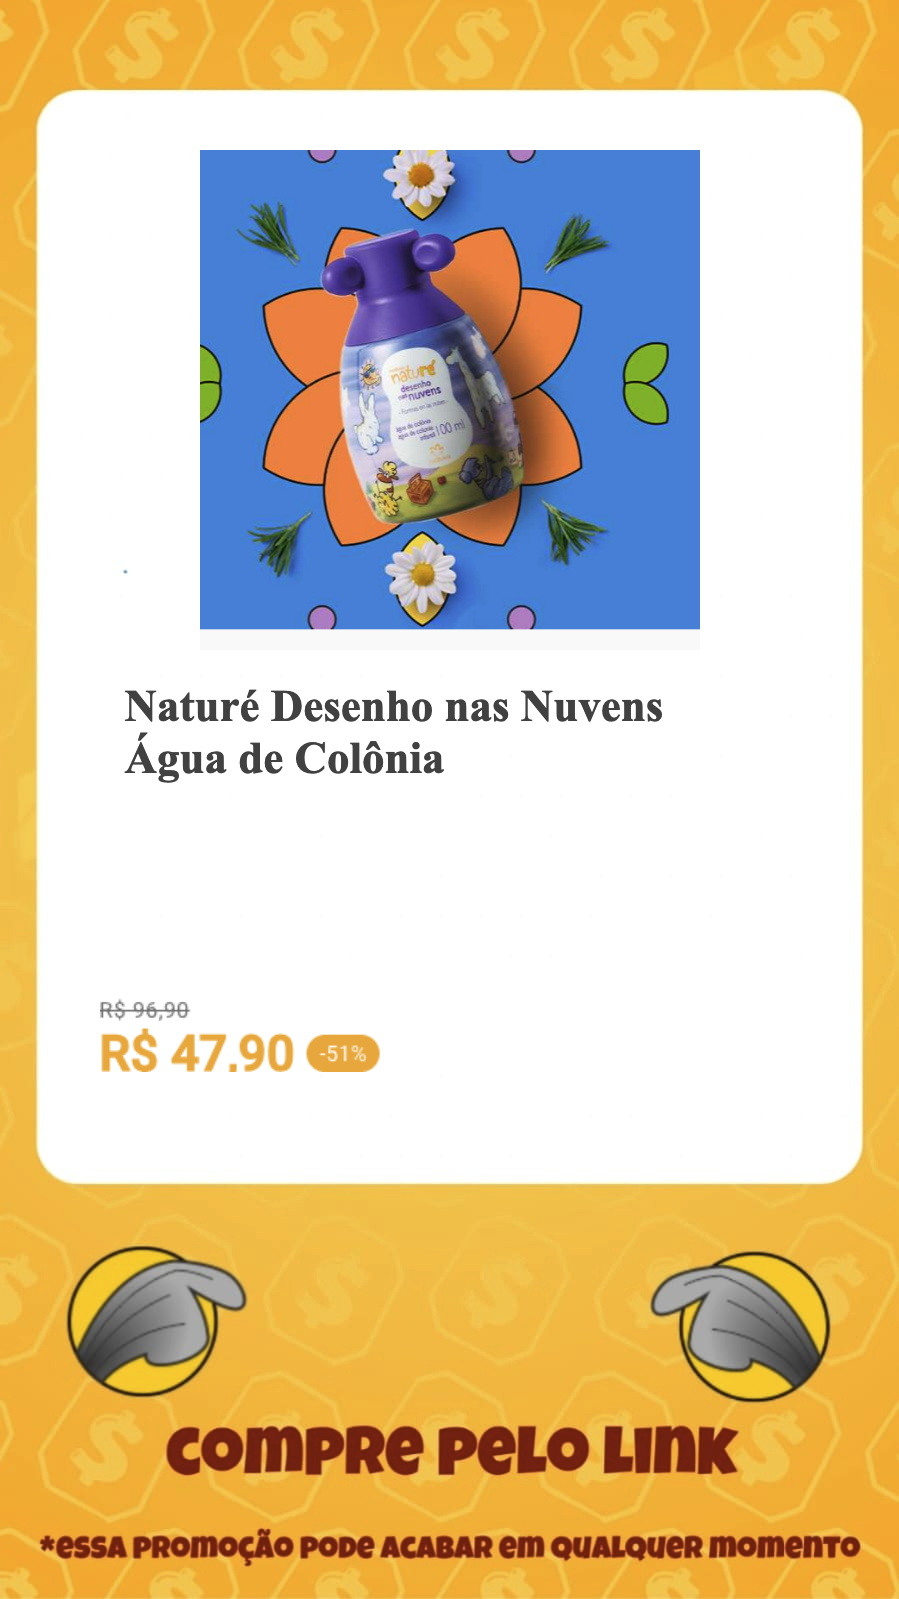 naturé
desenho
nas nuvens
água de colônia
100 ml
Naturé Desenho nas Nuvens
Água de Colônia
R$ 96,90
R$ 47,90 -51%
COMPRE PELO LINK
*ESSA PROMOÇÃO PODE ACABAR EM QUALQUER MOMENTO